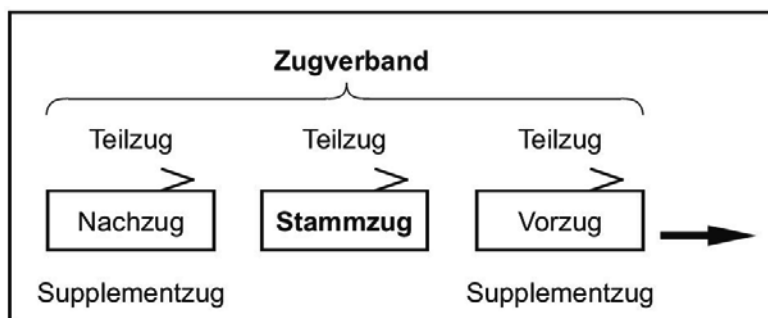 Zugverband
Teilzug Teilzug Teilzug
Nachzug Stammzug Vorzug
Supplementzug Supplementzug